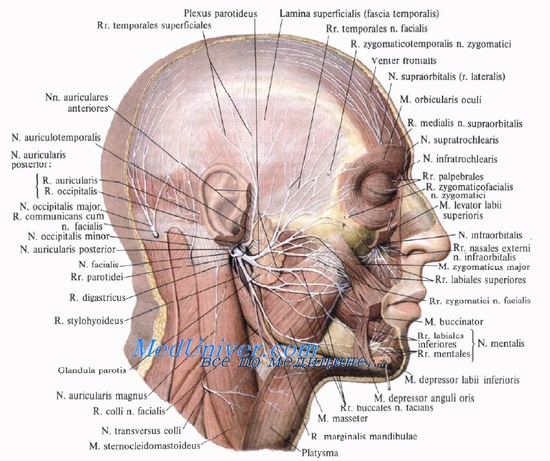 Plexus parotideus
Lamina superficialis (fascia temporalis)
Rr. temporales superficiales
Rr. temporales n. facialis
R. zygomaticotemporalis n. zygomatici
Venter frontalis
N. supraorbitalis (r. lateralis)
M. orbicularis oculi
R. medialis n. supraorbitalis
N. supratrochlearis
N. infratrochlearis
Rr. palpebrales
R. zygomaticofacialis
n. zygomatici
M. levator labii
superioris
N. infraorbitalis
Rr. nasales externi
n. infraorbitalis
M. zygomaticus major
Rr. labiales superiores
Rr. zygomatici n. facialis
M. buccinator
Rr. labiales
inferiores
Rr. mentales
N. mentalis
M. depressor labii inferioris
M. depressor anguli oris
Rr. buccales n. facialis
M. masseter
R. marginalis mandibulae
Platysma
Nn. auriculares
anteriores
N. auriculotemporalis
N. auricularis
posterior:
R. auricularis
R. occipitalis
N. occipitalis major
R. communicans cum
n. facialis
N. occipitalis minor
N. auricularis posterior
N. facialis
Rr. parotidei
R. digastricus
R. stylohyoideus
Glandula parotis
N. auricularis magnus
R. colli n. facialis
N. transversus colli
M. sternocleidomastoideus
MedUniver.com
Все по медицине...